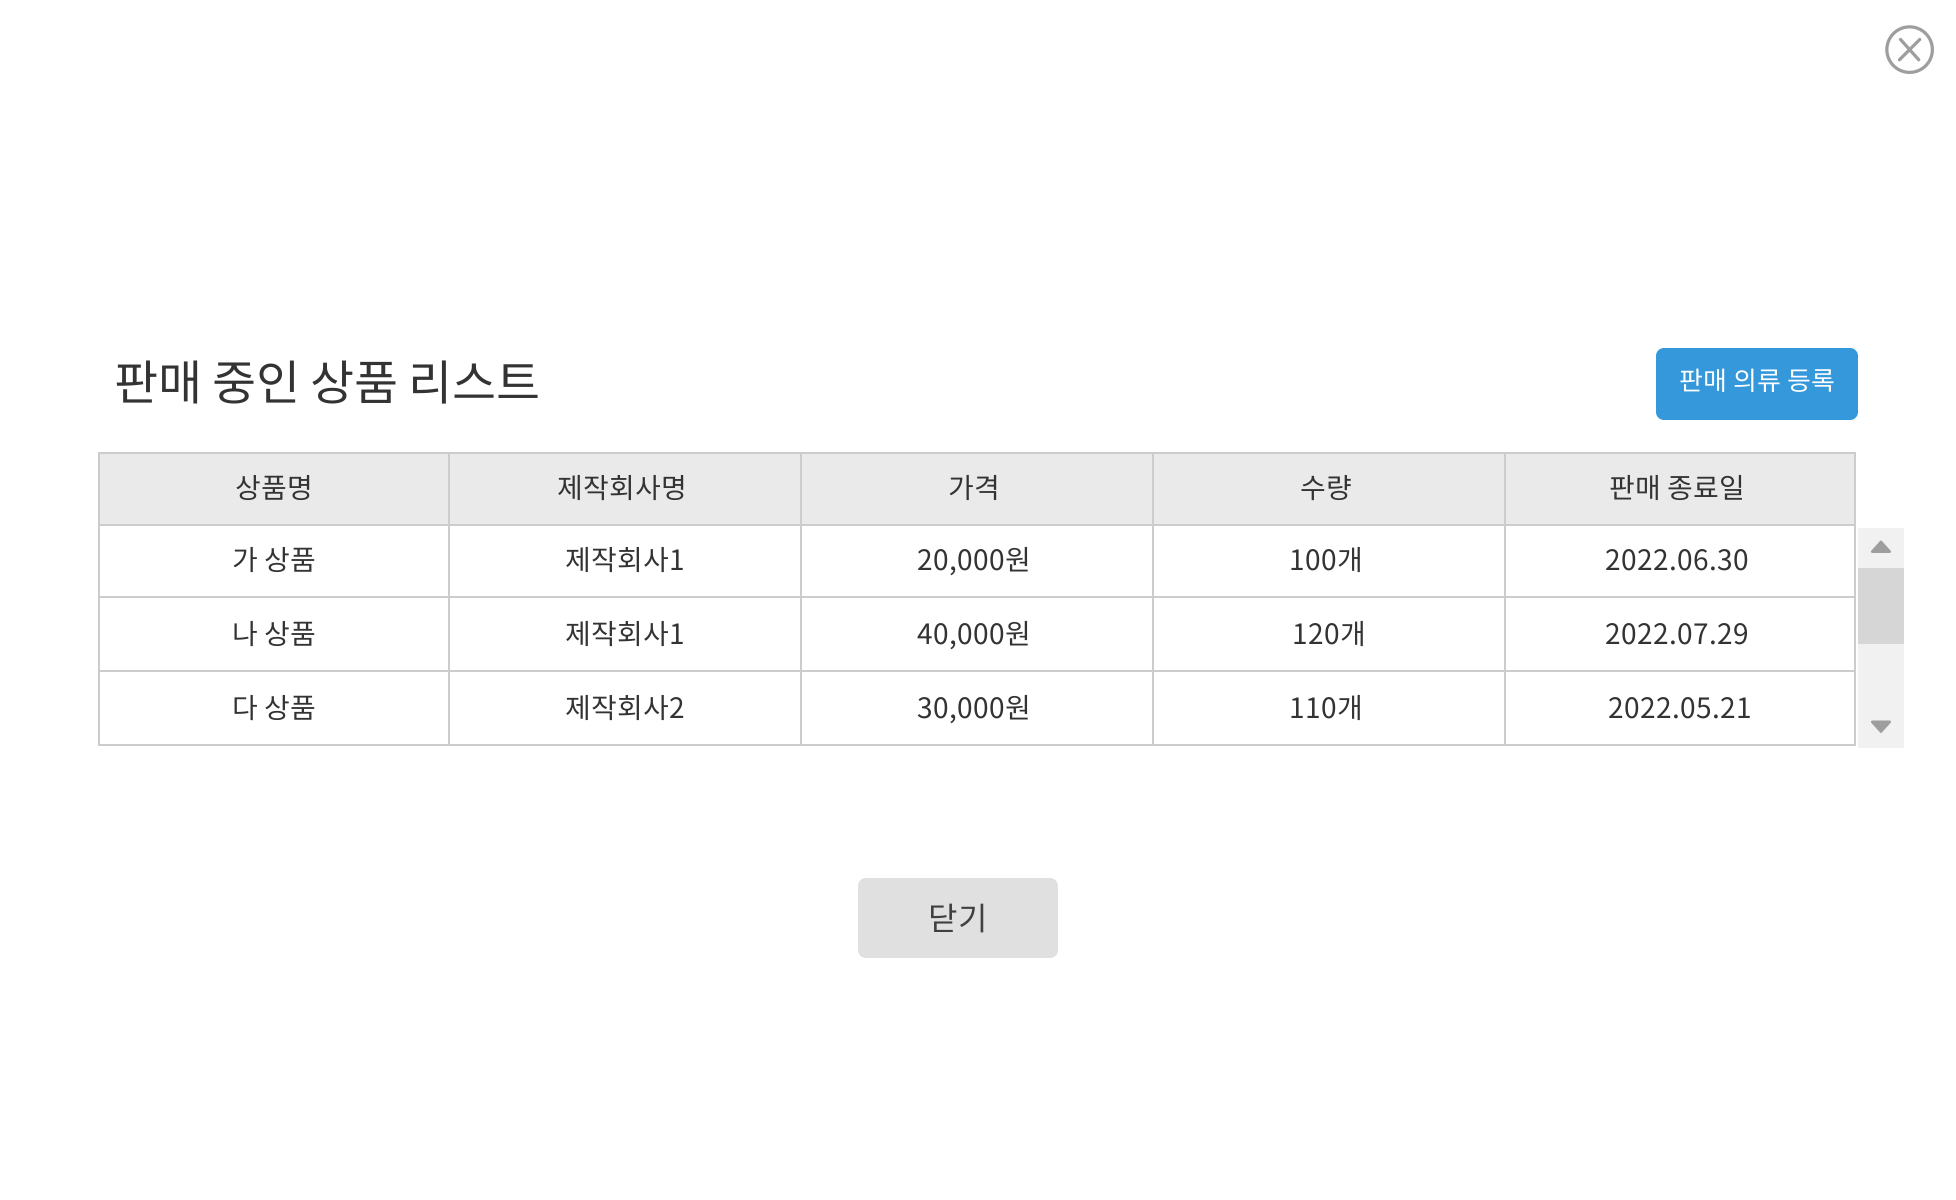 판매 중인 상품 리스트
판매 의류 등록
상품명 제작회사명 가격 수량 판매 종료일
가 상품 제작회사1 20,000원 100개 2022.06.30
나 상품 제작회사1 40,000원 120개 2022.07.29
다 상품 제작회사2 30,000원 110개 2022.05.21
닫기